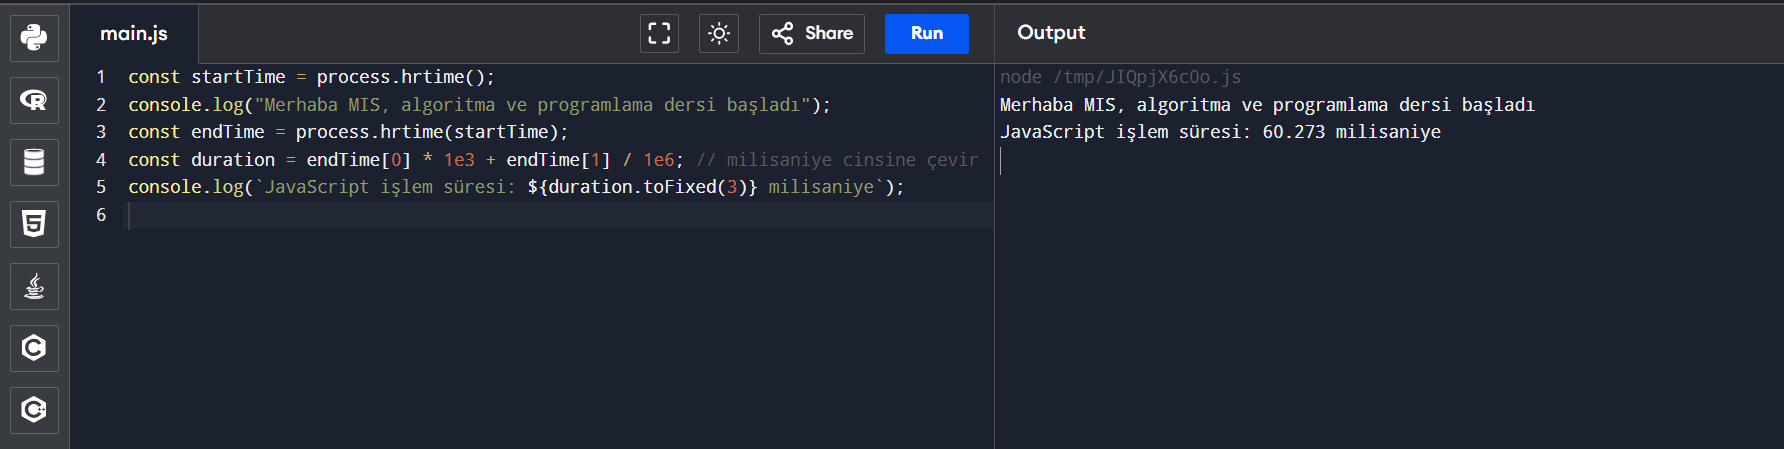 main.js
Share
Run
Output
1 const startTime = process.hrtime();
2 console.log("Merhaba MIS, algoritma ve programlama dersi başladı");
3 const endTime = process.hrtime(startTime);
4 const duration = endTime[0] * 1e3 + endTime[1] / 1e6; // milisaniye cinsine çevir
5 console.log(`JavaScript işlem süresi: ${duration.toFixed(3)} milisaniye`);
6
node /tmp/JIQpjX6cOo.js
Merhaba MIS, algoritma ve programlama dersi başladı
JavaScript işlem süresi: 60.273 milisaniye